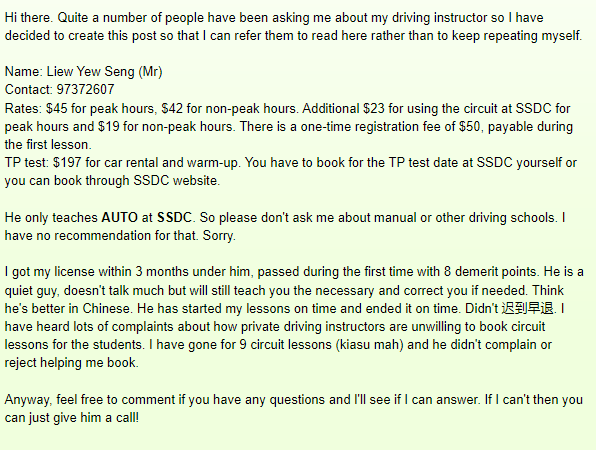 Hi there. Quite a number of people have been asking me about my driving instructor so I have
decided to create this post so that I can refer them to read here rather than to keep repeating myself.
Name: Liew Yew Seng (Mr)
Contact: 97372607
Rates: $45 for peak hours, $42 for non-peak hours. Additional $23 for using the circuit at SSDC for
peak hours and $19 for non-peak hours. There is a one-time registration fee of $50, payable during
the first lesson.
TP test: $197 for car rental and warm-up. You have to book for the TP test date at SSDC yourself or
you can book through SSDC website.
He only teaches AUTO at SSDC. So please don't ask me about manual or other driving schools. I
have no recommendation for that. Sorry.
I got my license within 3 months under him, passed during the first time with 8 demerit points. He is a
quiet guy, doesn't talk much but will still teach you the necessary and correct you if needed. Think
he's better in Chinese. He has started my lessons on time and ended it on time. Didn't 迟到早退. I
have heard lots of complaints about how private driving instructors are unwilling to book circuit
lessons for the students. I have gone for 9 circuit lessons (kiasu mah) and he didn't complain or
reject helping me book.
Anyway, feel free to comment if you have any questions and I'll see if I can answer. If I can't then you
can just give him a call!